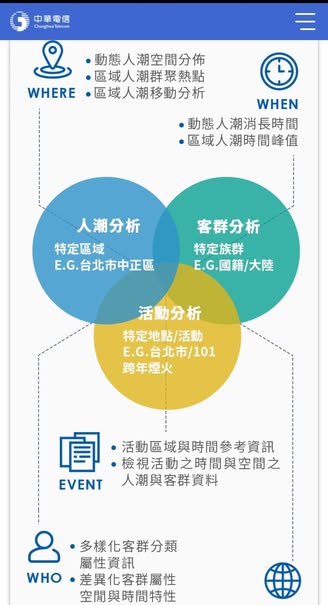 中華電信
Chunghwa Telecom
WHERE
動態人潮空間分佈
區域人潮群聚熱點
區域人潮移動分析
WHEN
動態人潮消長時間
區域人潮時間峰值
人潮分析
特定區域
E.G.台北市中正區
客群分析
特定族群
E.G.國籍/大陸
活動分析
特定地點/活動
E.G.台北市/101
跨年煙火
EVENT
活動區域與時間參考資訊
檢視活動之時間與空間之
人潮與客群資料
WHO
多樣化客群分類
屬性資訊
差異化客群屬性
空閒與時間特性